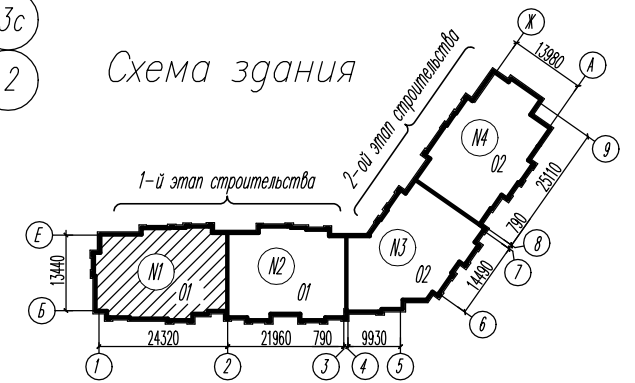 3с
2
Схема здания
1-й этап строительства
2-ой этап строительства
Ж
13980
А
N4
02
9
25110
790
8
7
14490
6
N3
02
Е
13440
Б
N1
01
N2
01
24320
21960
790
9930
1
2
3
4
5